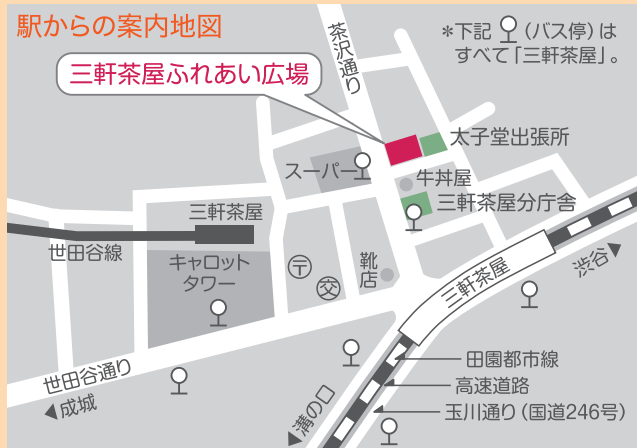 駅からの案内地図
*下記 (バス停) は
すべて「三軒茶屋」。
茶沢通り
三軒茶屋ふれあい広場
太子堂出張所
スーパー
牛丼屋
三軒茶屋分庁舎
三軒茶屋
世田谷線
キャロット
タワー
〒
交
靴店
三軒茶屋
渋谷
世田谷通り
成城
溝の口
田園都市線
高速道路
玉川通り (国道246号)